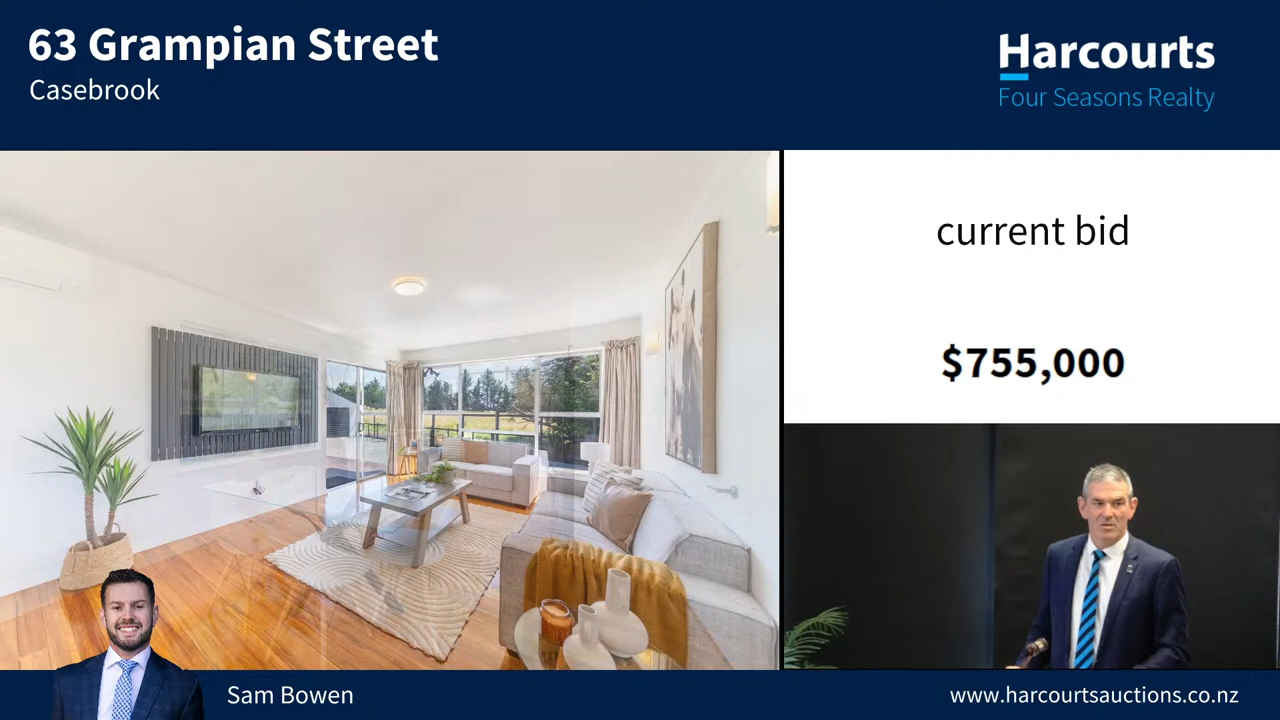 63 Grampian Street
Casebrook
Harcourts
Four Seasons Realty
current bid
$755,000
Sam Bowen
www.harcourtsauctions.co.nz